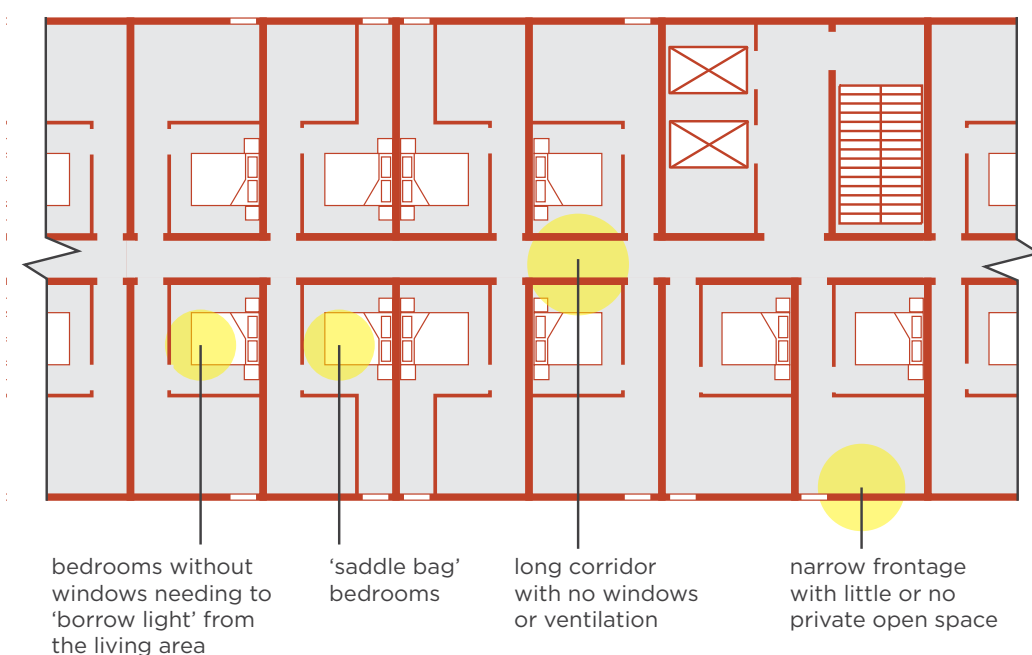 bedrooms without
windows needing to
‘borrow light’ from
the living area
‘saddle bag’
bedrooms
long corridor
with no windows
or ventilation
narrow frontage
with little or no
private open space